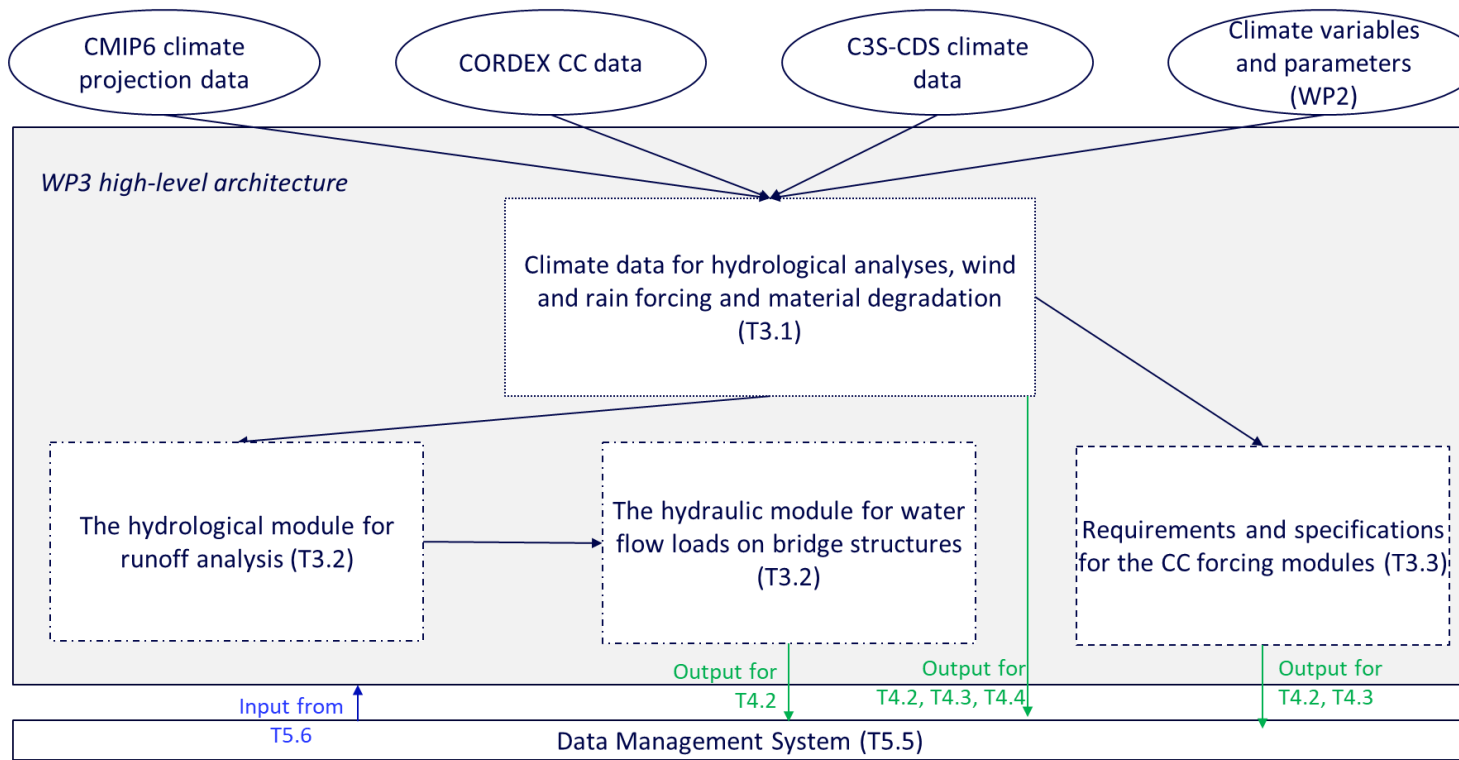 CMIP6 climate
projection data
CORDEX CC data
C3S-CDS climate
data
Climate variables
and parameters
(WP2)
WP3 high-level architecture
Climate data for hydrological analyses, wind
and rain forcing and material degradation
(T3.1)
The hydrological module for
runoff analysis (T3.2)
The hydraulic module for water
flow loads on bridge structures
(T3.2)
Requirements and specifications
for the CC forcing modules (T3.3)
Output for
T4.2
Output for
T4.2, T4.3, T4.4
Output for
T4.2, T4.3
Input from
T5.6
Data Management System (T5.5)